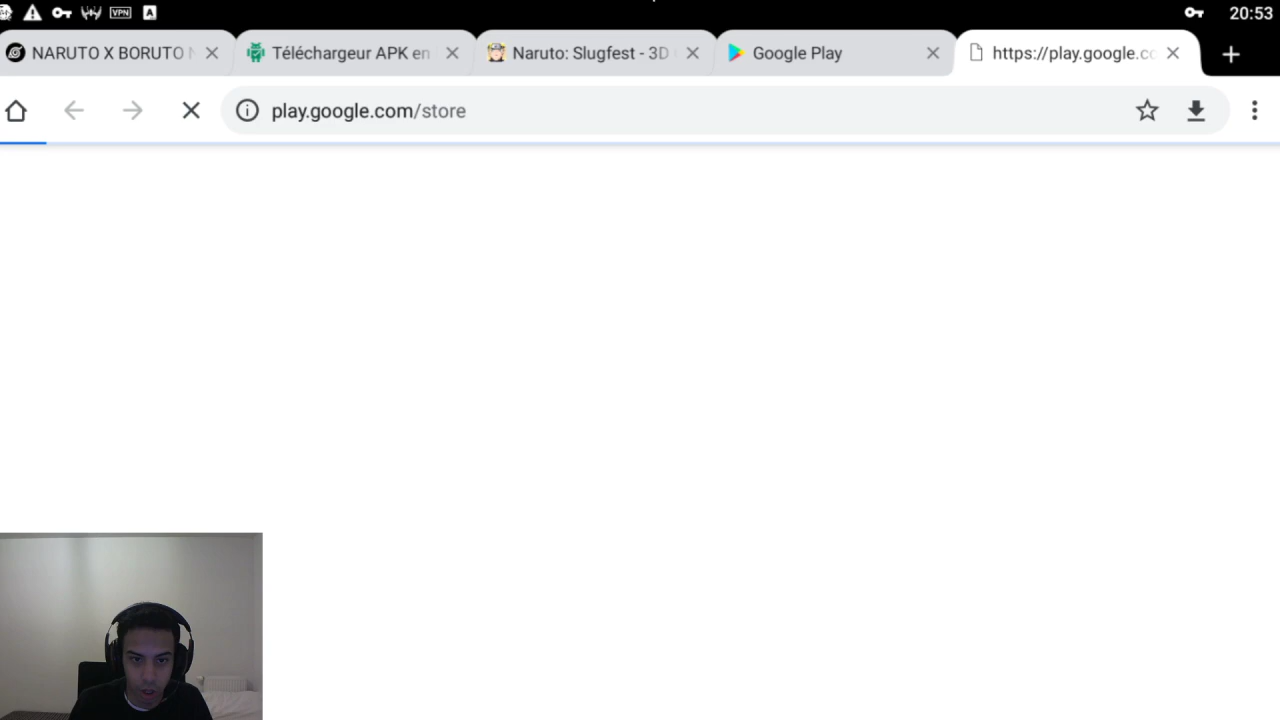 VPN A 20:53
NARUTO X BORUTO Téléchargeur APK en Naruto: Slugfest - 3D Google Play https://play.google.co
play.google.com/store